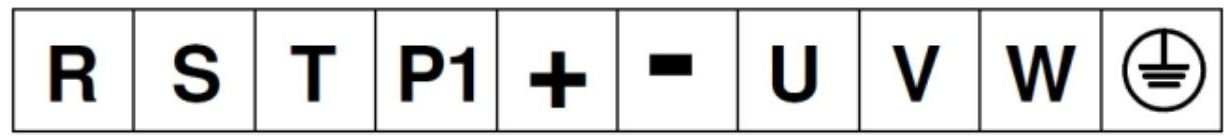 R S T P1 + - U V W ⏚